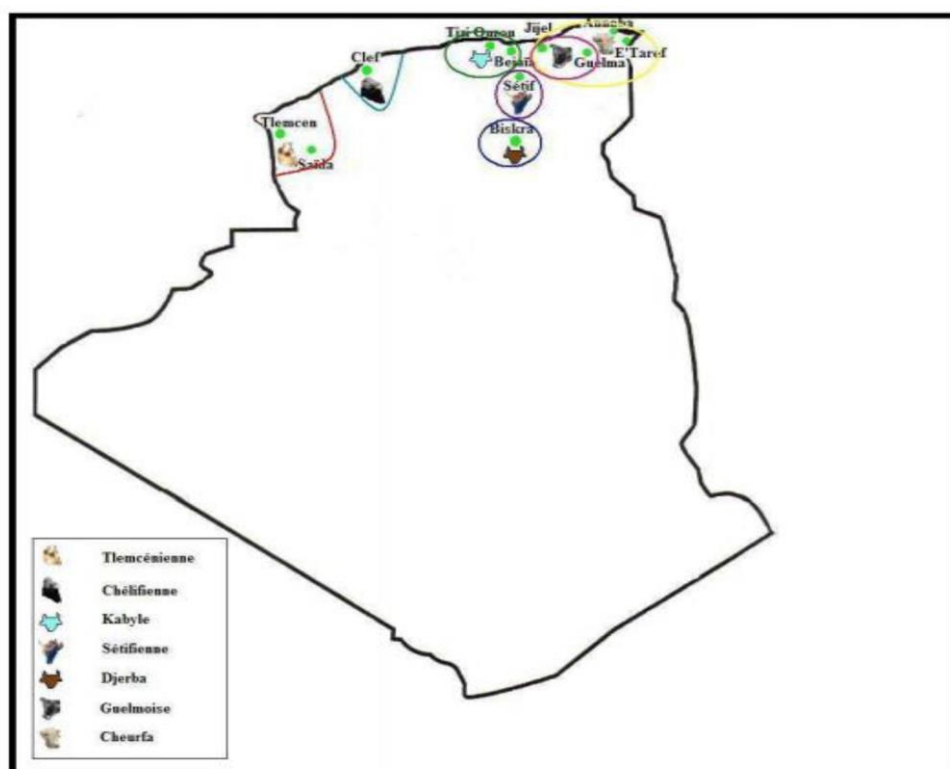 Tizi Ouzou
Jijel
Annaba
E'Taref
Clef
Bejaia
Guelma
Sétif
Tlemcen
Biskra
Saïda
Tlemcénienne
Chélifienne
Kabyle
Sétifienne
Djerba
Guelmoise
Cheurfa